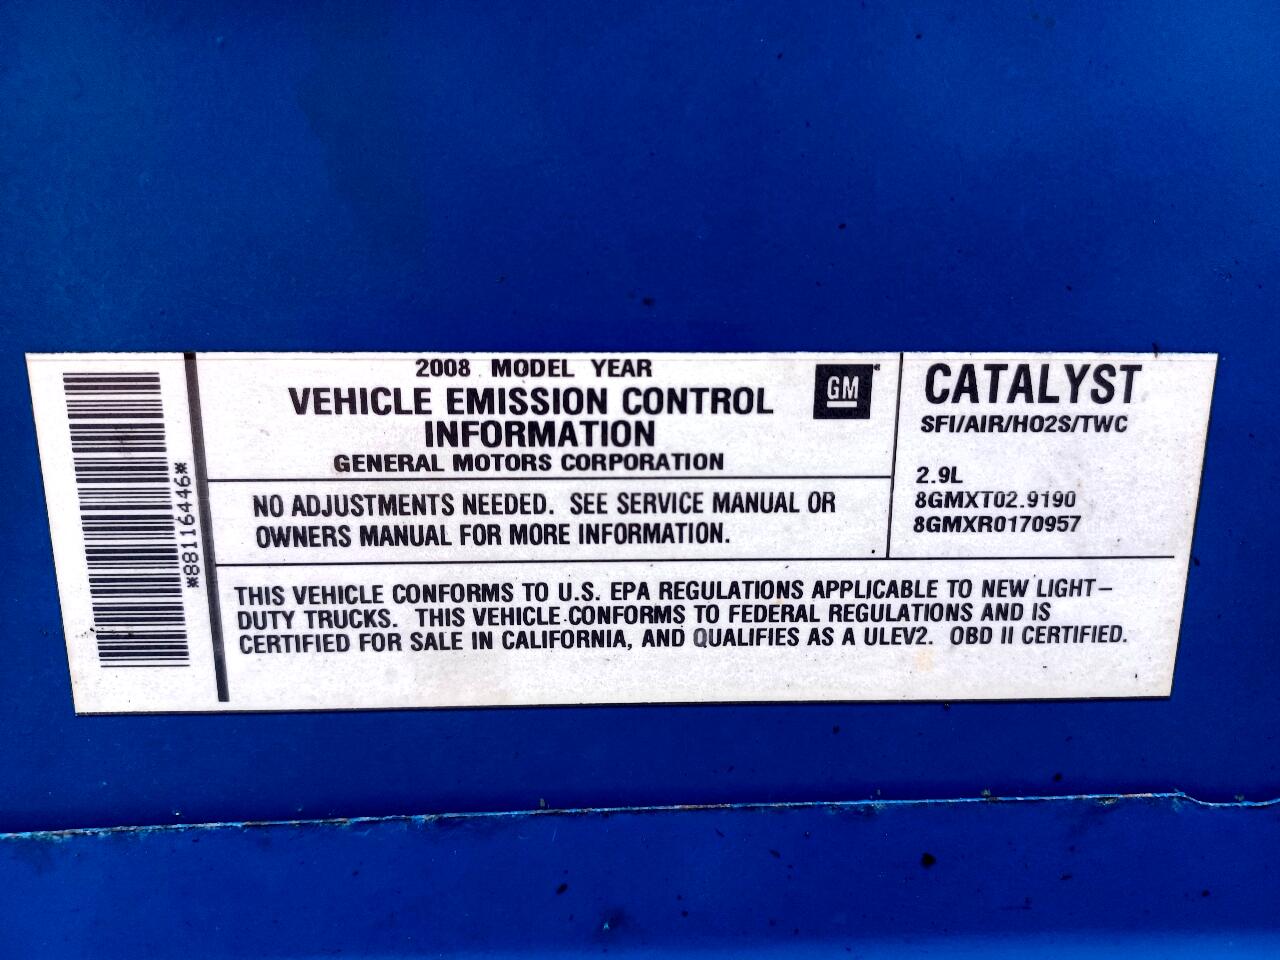 *88116446*
2008 MODEL YEAR
VEHICLE EMISSION CONTROL
INFORMATION
GENERAL MOTORS CORPORATION
GM
NO ADJUSTMENTS NEEDED. SEE SERVICE MANUAL OR
OWNERS MANUAL FOR MORE INFORMATION.
CATALYST
SFI/AIR/HO2S/TWC
2.9L
8GMXT02.9190
8GMXR0170957
THIS VEHICLE CONFORMS TO U.S. EPA REGULATIONS APPLICABLE TO NEW LIGHT-
DUTY TRUCKS. THIS VEHICLE CONFORMS TO FEDERAL REGULATIONS AND IS
CERTIFIED FOR SALE IN CALIFORNIA, AND QUALIFIES AS A ULEV2. OBD II CERTIFIED.